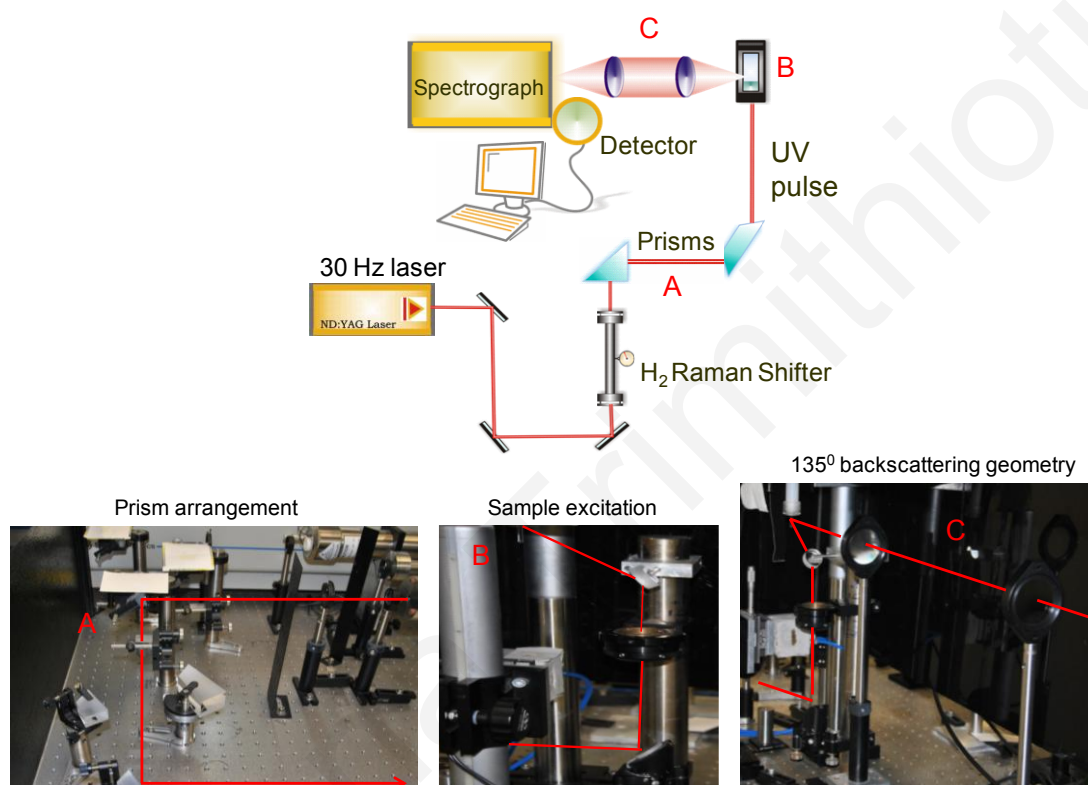 C
Spectrograph
B
Detector
UV
pulse
Prisms
A
30 Hz laser
ND:YAG Laser
H₂ Raman Shifter
135⁰ backscattering geometry
Prism arrangement
Sample excitation
A
B
C